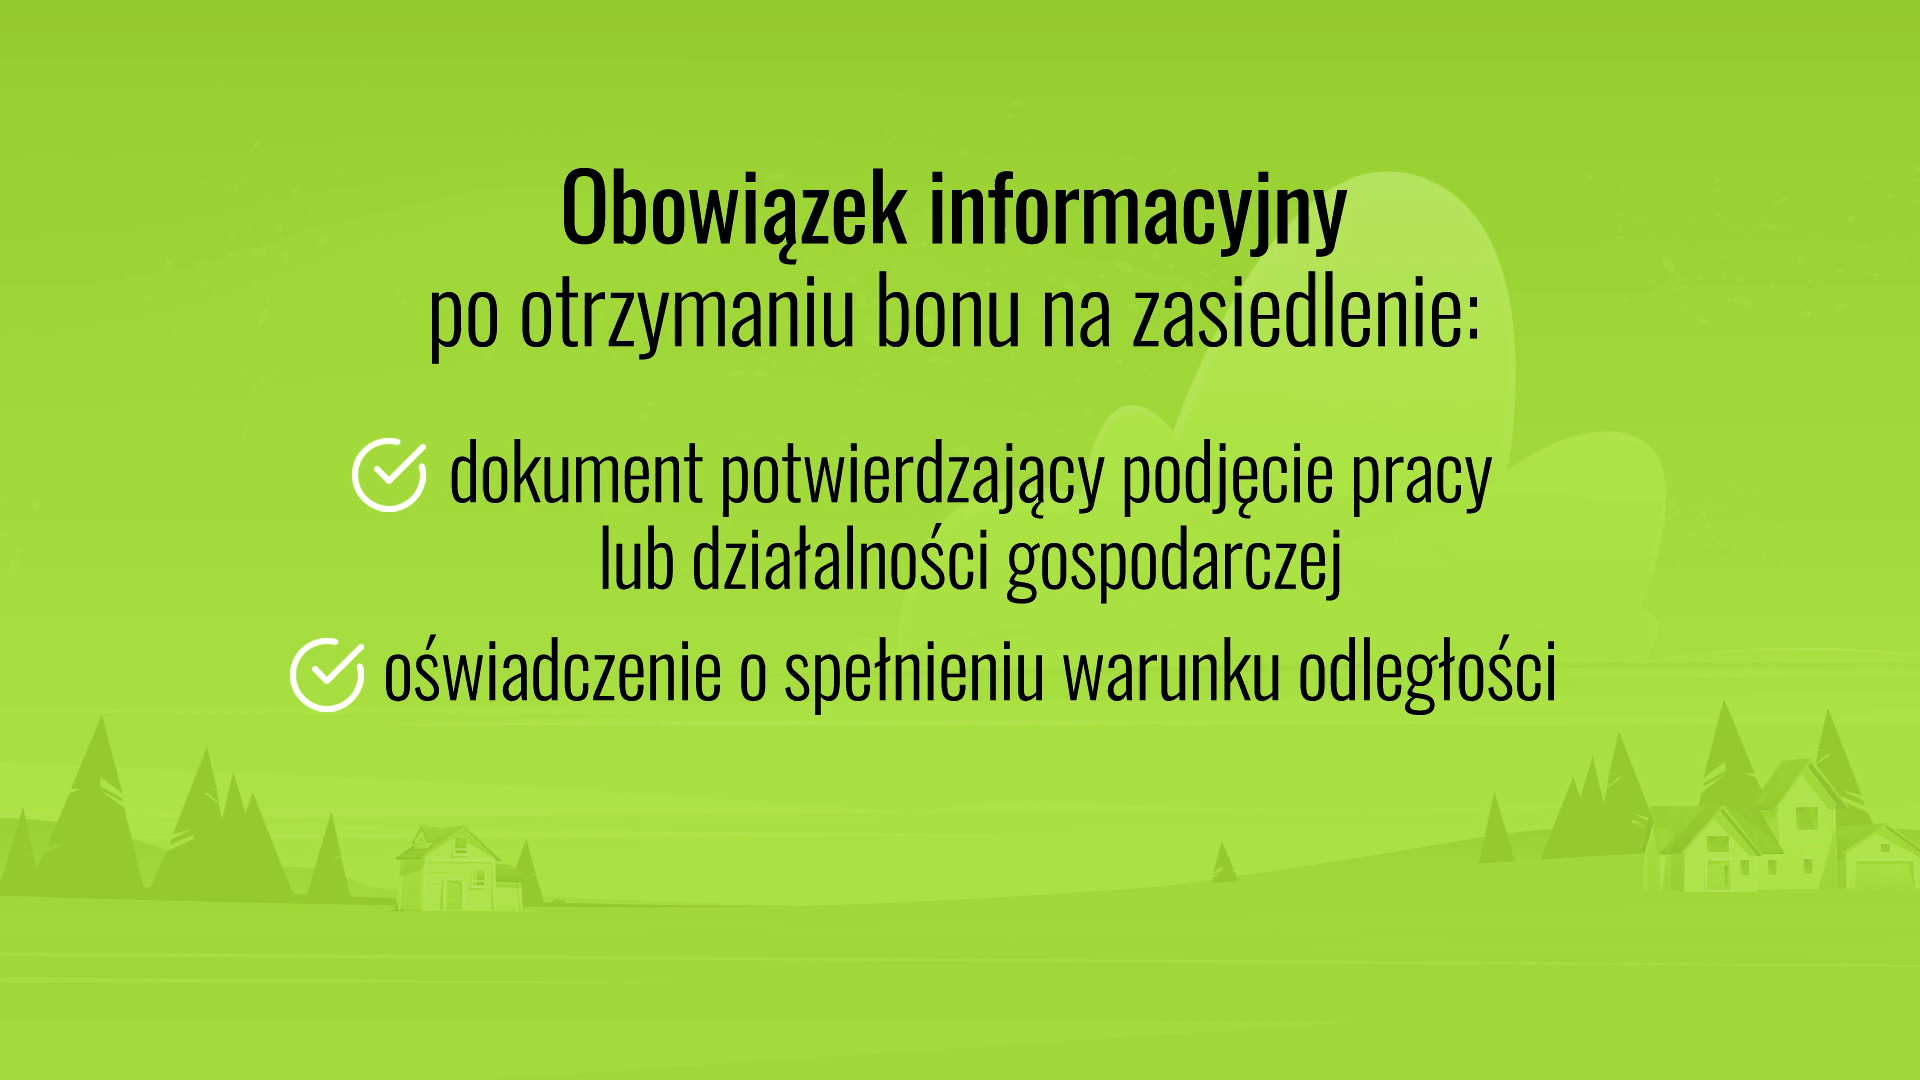 Obowiązek informacyjny
po otrzymaniu bonu na zasiedlenie:
dokument potwierdzający podjęcie pracy
lub działalności gospodarczej
oświadczenie o spełnieniu warunku odległości